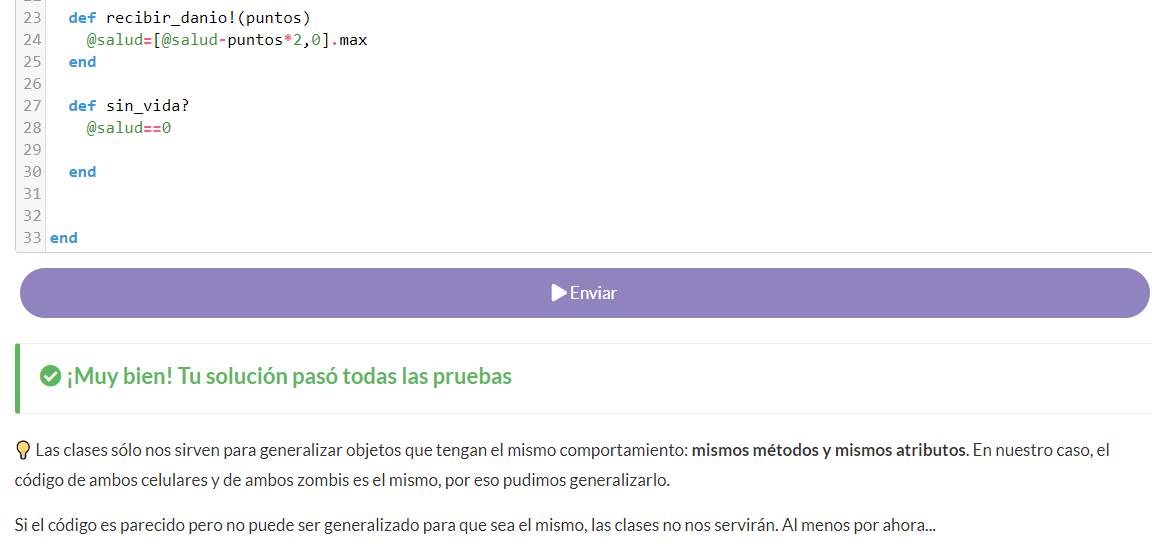 23 def recibir_danio!(puntos)
24 @salud=[@salud-puntos*2,0].max
25 end
26
27 def sin_vida?
28 @salud==0
29
30 end
31
32
33 end
Enviar
¡Muy bien! Tu solución pasó todas las pruebas
Las clases sólo nos sirven para generalizar objetos que tengan el mismo comportamiento: mismos métodos y mismos atributos. En nuestro caso, el
código de ambos celulares y de ambos zombis es el mismo, por eso pudimos generalizarlo.
Si el código es parecido pero no puede ser generalizado para que sea el mismo, las clases no nos servirán. Al menos por ahora...